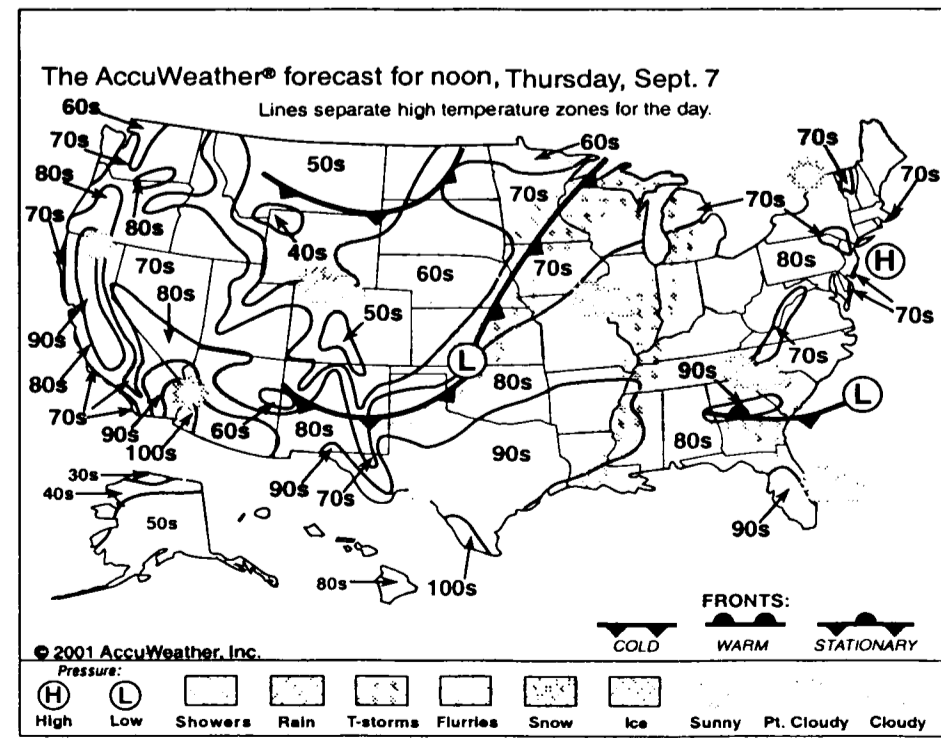 The AccuWeather® forecast for noon, Thursday, Sept. 7
Lines separate high temperature zones for the day.
60s
70s
80s
70s
80s
70s
80s
90s
80s
70s
90s
100s
60s
50s
40s
60s
50s
60s
70s
70s
80s
80s
90s
70s
90s
100s
90s
80s
90s
70s
70s
70s
70s
80s
70s
H
L
L
30s
40s
50s
80s
FRONTS:
COLD WARM STATIONARY
© 2001 AccuWeather, Inc.
Pressure:
H L
High Low Showers Rain T-storms Flurries Snow Ice Sunny Pt. Cloudy Cloudy